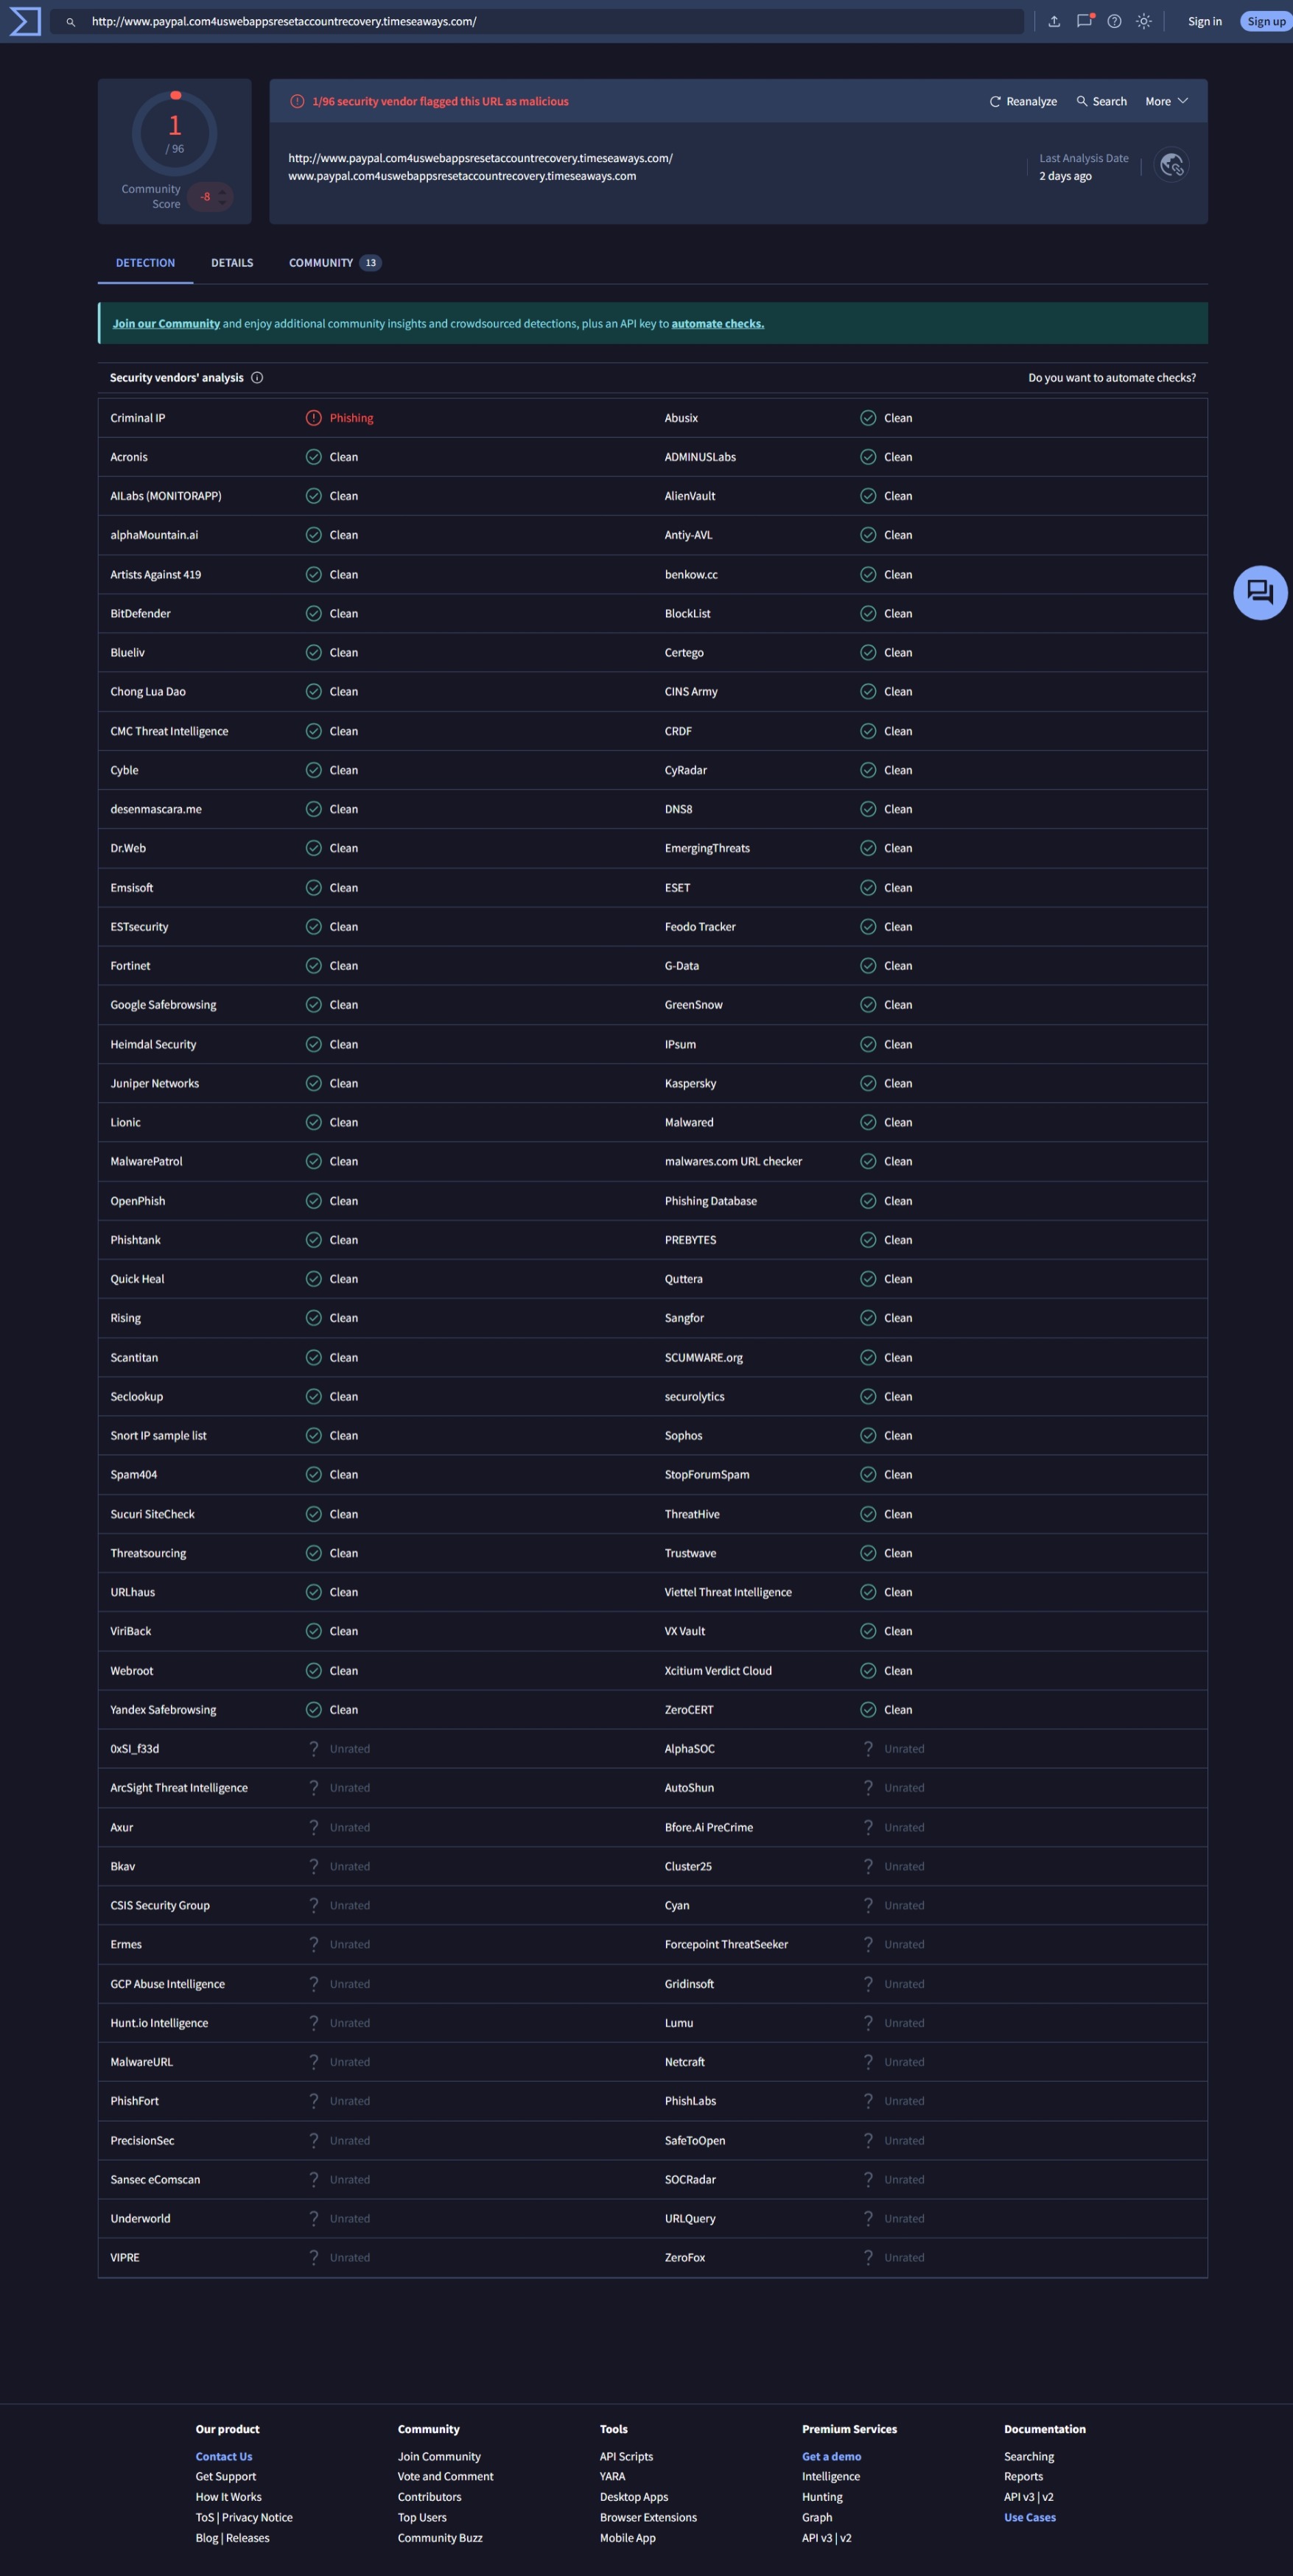 http://www.paypal.com4uswebappsresetaccountrecovery.timeseaways.com/
Sign in
Sign up
1
/ 96
Community
Score
-8
1/96 security vendor flagged this URL as malicious
Reanalyze
Search
More
http://www.paypal.com4uswebappsresetaccountrecovery.timeseaways.com/
www.paypal.com4uswebappsresetaccountrecovery.timeseaways.com
Last Analysis Date
2 days ago
DETECTION
DETAILS
COMMUNITY 13
Join our Community and enjoy additional community insights and crowdsourced detections, plus an API key to automate checks.
Security vendors' analysis
Do you want to automate checks?
Criminal IP Phishing Abusix Clean
Acronis Clean ADMINUSLabs Clean
AILabs (MONITORAPP) Clean AlienVault Clean
alphaMountain.ai Clean Antiy-AVL Clean
Artists Against 419 Clean benkow.cc Clean
BitDefender Clean BlockList Clean
Blueliv Clean Certego Clean
Chong Lua Dao Clean CINS Army Clean
CMC Threat Intelligence Clean CRDF Clean
Cyble Clean CyRadar Clean
desenmascara.me Clean DNS8 Clean
Dr.Web Clean EmergingThreats Clean
Emsisoft Clean ESET Clean
ESTsecurity Clean Feodo Tracker Clean
Fortinet Clean G-Data Clean
Google Safebrowsing Clean GreenSnow Clean
Heimdal Security Clean IPsum Clean
Juniper Networks Clean Kaspersky Clean
Lionic Clean Malwared Clean
MalwarePatrol Clean malwares.com URL checker Clean
OpenPhish Clean Phishing Database Clean
Phishtank Clean PREBYTES Clean
Quick Heal Clean Quttera Clean
Rising Clean Sangfor Clean
Scantitan Clean SCUMWARE.org Clean
Seclookup Clean securolytics Clean
Snort IP sample list Clean Sophos Clean
Spam404 Clean StopForumSpam Clean
Sucuri SiteCheck Clean ThreatHive Clean
Threatsourcing Clean Trustwave Clean
URLhaus Clean Viettel Threat Intelligence Clean
ViriBack Clean VX Vault Clean
Webroot Clean Xcitium Verdict Cloud Clean
Yandex Safebrowsing Clean ZeroCERT Clean
0xSI_f33d Unrated AlphaSOC Unrated
ArcSight Threat Intelligence Unrated AutoShun Unrated
Axur Unrated Bfore.Ai PreCrime Unrated
Bkav Unrated Cluster25 Unrated
CSIS Security Group Unrated Cyan Unrated
Ermes Unrated Forcepoint ThreatSeeker Unrated
GCP Abuse Intelligence Unrated Gridinsoft Unrated
Hunt.io Intelligence Unrated Lumu Unrated
MalwareURL Unrated Netcraft Unrated
PhishFort Unrated PhishLabs Unrated
PrecisionSec Unrated SafeToOpen Unrated
Sansec eComscan Unrated SOCRadar Unrated
Underworld Unrated URLQuery Unrated
VIPRE Unrated ZeroFox Unrated
Our product
Contact Us
Get Support
How It Works
ToS | Privacy Notice
Blog | Releases
Community
Join Community
Vote and Comment
Contributors
Top Users
Community Buzz
Tools
API Scripts
YARA
Desktop Apps
Browser Extensions
Mobile App
Premium Services
Get a demo
Intelligence
Hunting
Graph
API v3 | v2
Documentation
Searching
Reports
API v3 | v2
Use Cases